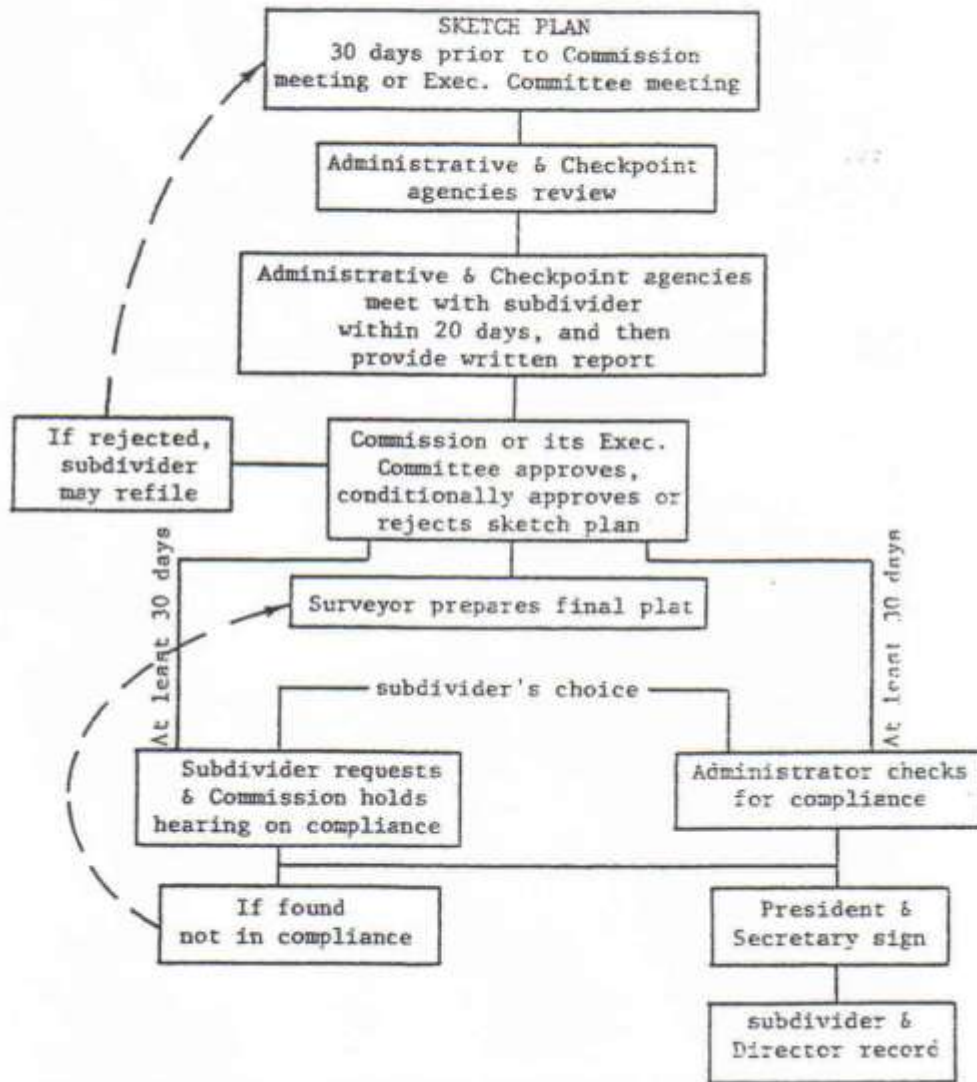 SKETCH PLAN
30 days prior to Commission
meeting or Exec. Committee meeting
Administrative & Checkpoint
agencies review
Administrative & Checkpoint agencies
meet with subdivider
within 20 days, and then
provide written report
If rejected,
subdivider
may refile
Commission or its Exec.
Committee approves,
conditionally approves or
rejects sketch plan
At least 30 days
At least 30 days
Surveyor prepares final plat
subdivider's choice
Subdivider requests
& Commission holds
hearing on compliance
Administrator checks
for compliance
If found
not in compliance
President &
Secretary sign
subdivider &
Director record